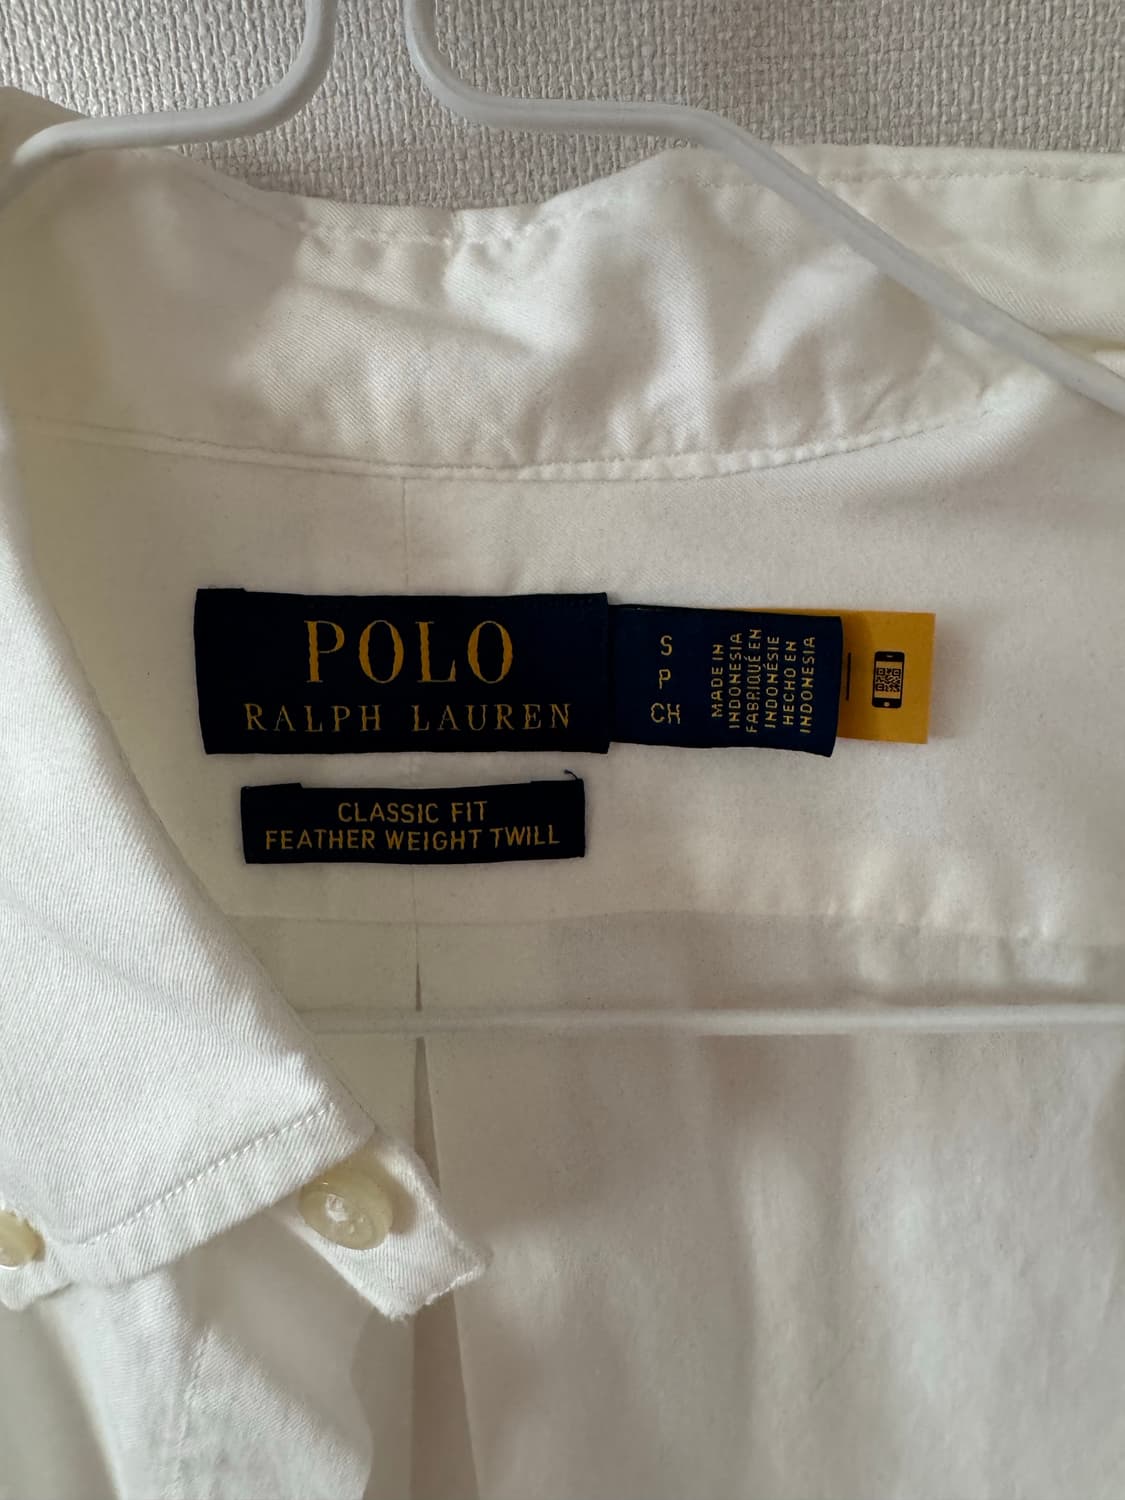 POLO
RALPH LAUREN
S
P
CH
MADE IN
INDONESIA
FABRIQUÉ EN
INDONÉSIE
HECHO EN
INDONESIA
CLASSIC FIT
FEATHER WEIGHT TWILL